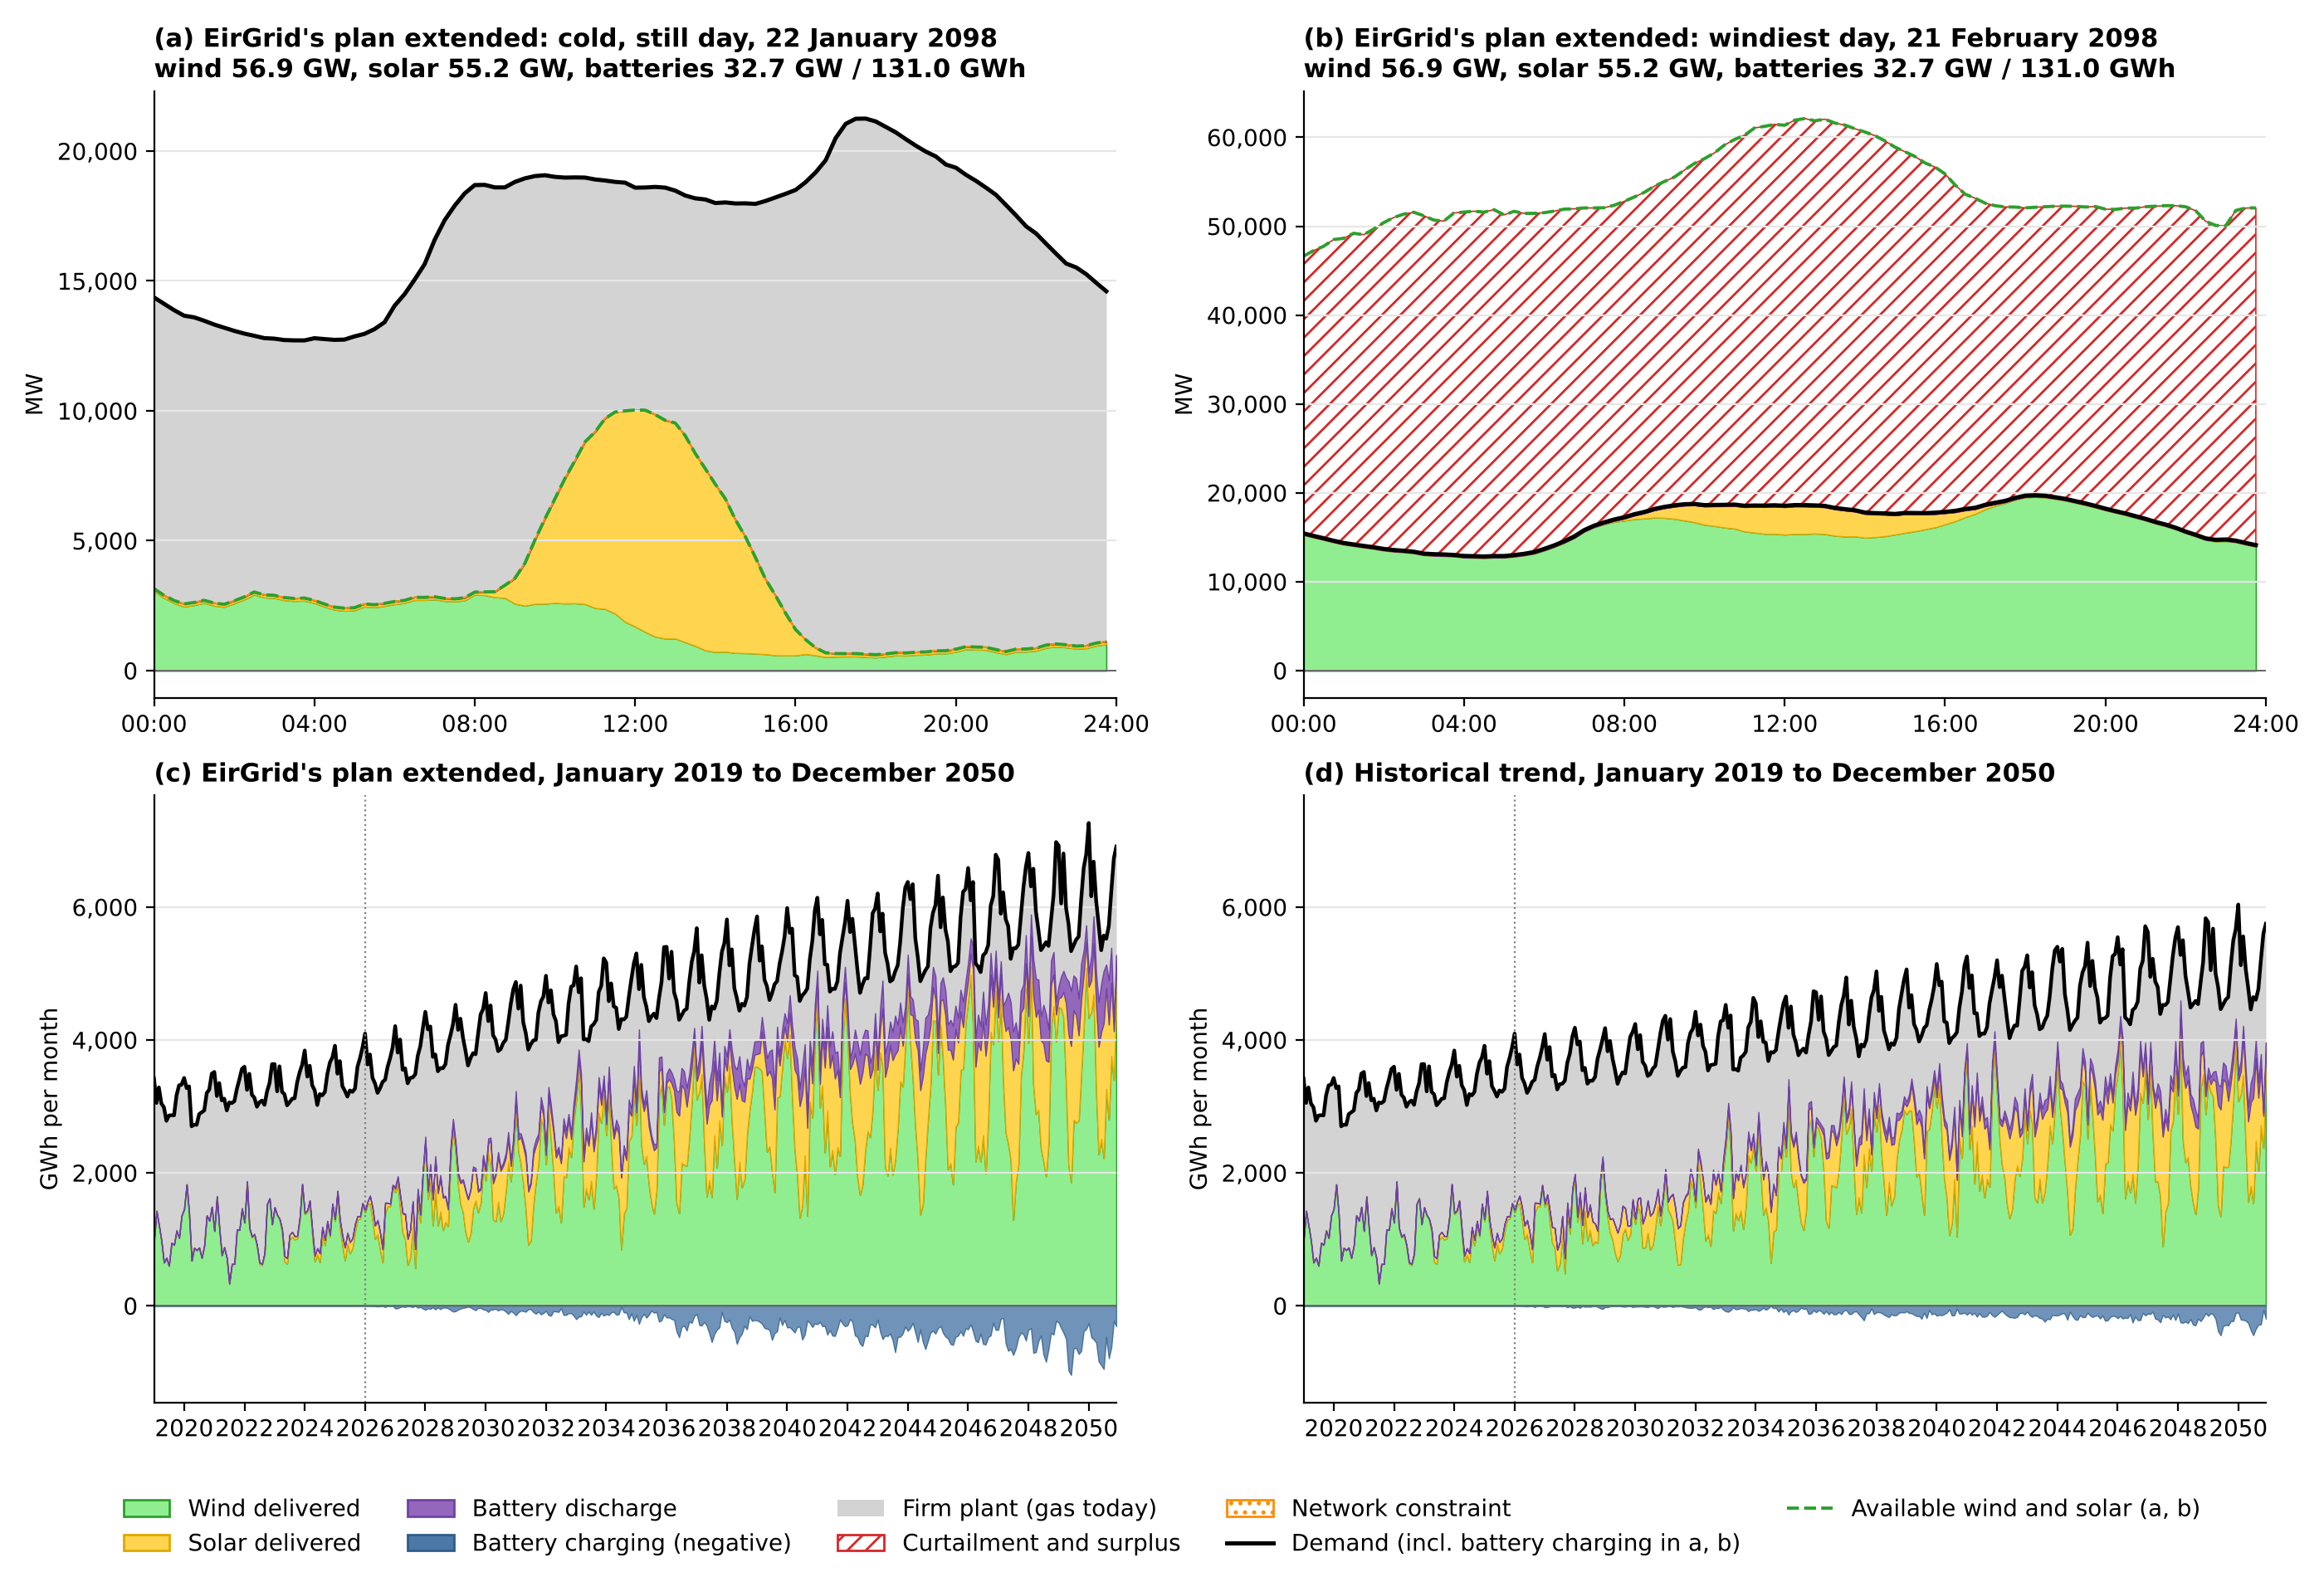 (a) EirGrid's plan extended: cold, still day, 22 January 2098
wind 56.9 GW, solar 55.2 GW, batteries 32.7 GW / 131.0 GWh
MW
20,000
15,000
10,000
5,000
0
00:00 04:00 08:00 12:00 16:00 20:00 24:00
(b) EirGrid's plan extended: windiest day, 21 February 2098
wind 56.9 GW, solar 55.2 GW, batteries 32.7 GW / 131.0 GWh
MW
60,000
50,000
40,000
30,000
20,000
10,000
0
00:00 04:00 08:00 12:00 16:00 20:00 24:00
(c) EirGrid's plan extended, January 2019 to December 2050
GWh per month
6,000
4,000
2,000
0
2020 2022 2024 2026 2028 2030 2032 2034 2036 2038 2040 2042 2044 2046 2048 2050
(d) Historical trend, January 2019 to December 2050
GWh per month
6,000
4,000
2,000
0
2020 2022 2024 2026 2028 2030 2032 2034 2036 2038 2040 2042 2044 2046 2048 2050
Wind delivered
Solar delivered
Battery discharge
Battery charging (negative)
Firm plant (gas today)
Curtailment and surplus
Network constraint
Demand (incl. battery charging in a, b)
Available wind and solar (a, b)